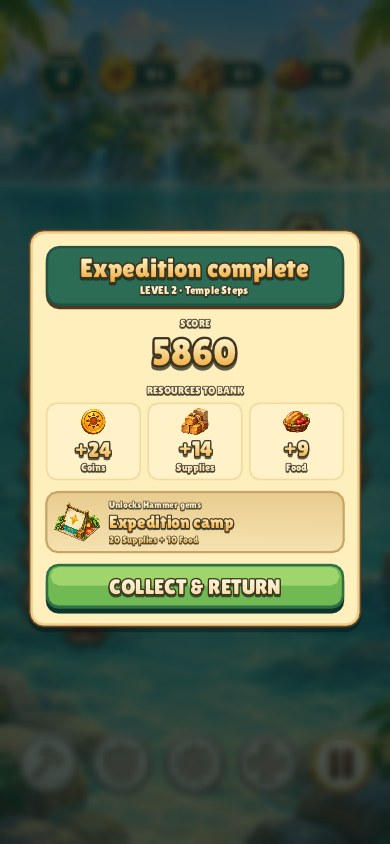 Expedition complete
LEVEL 2 · Temple Steps
SCORE
5860
RESOURCES TO BANK
+24
Coins
+14
Supplies
+9
Food
Unlocks Hammer gems
Expedition camp
20 Supplies + 10 Food
COLLECT & RETURN